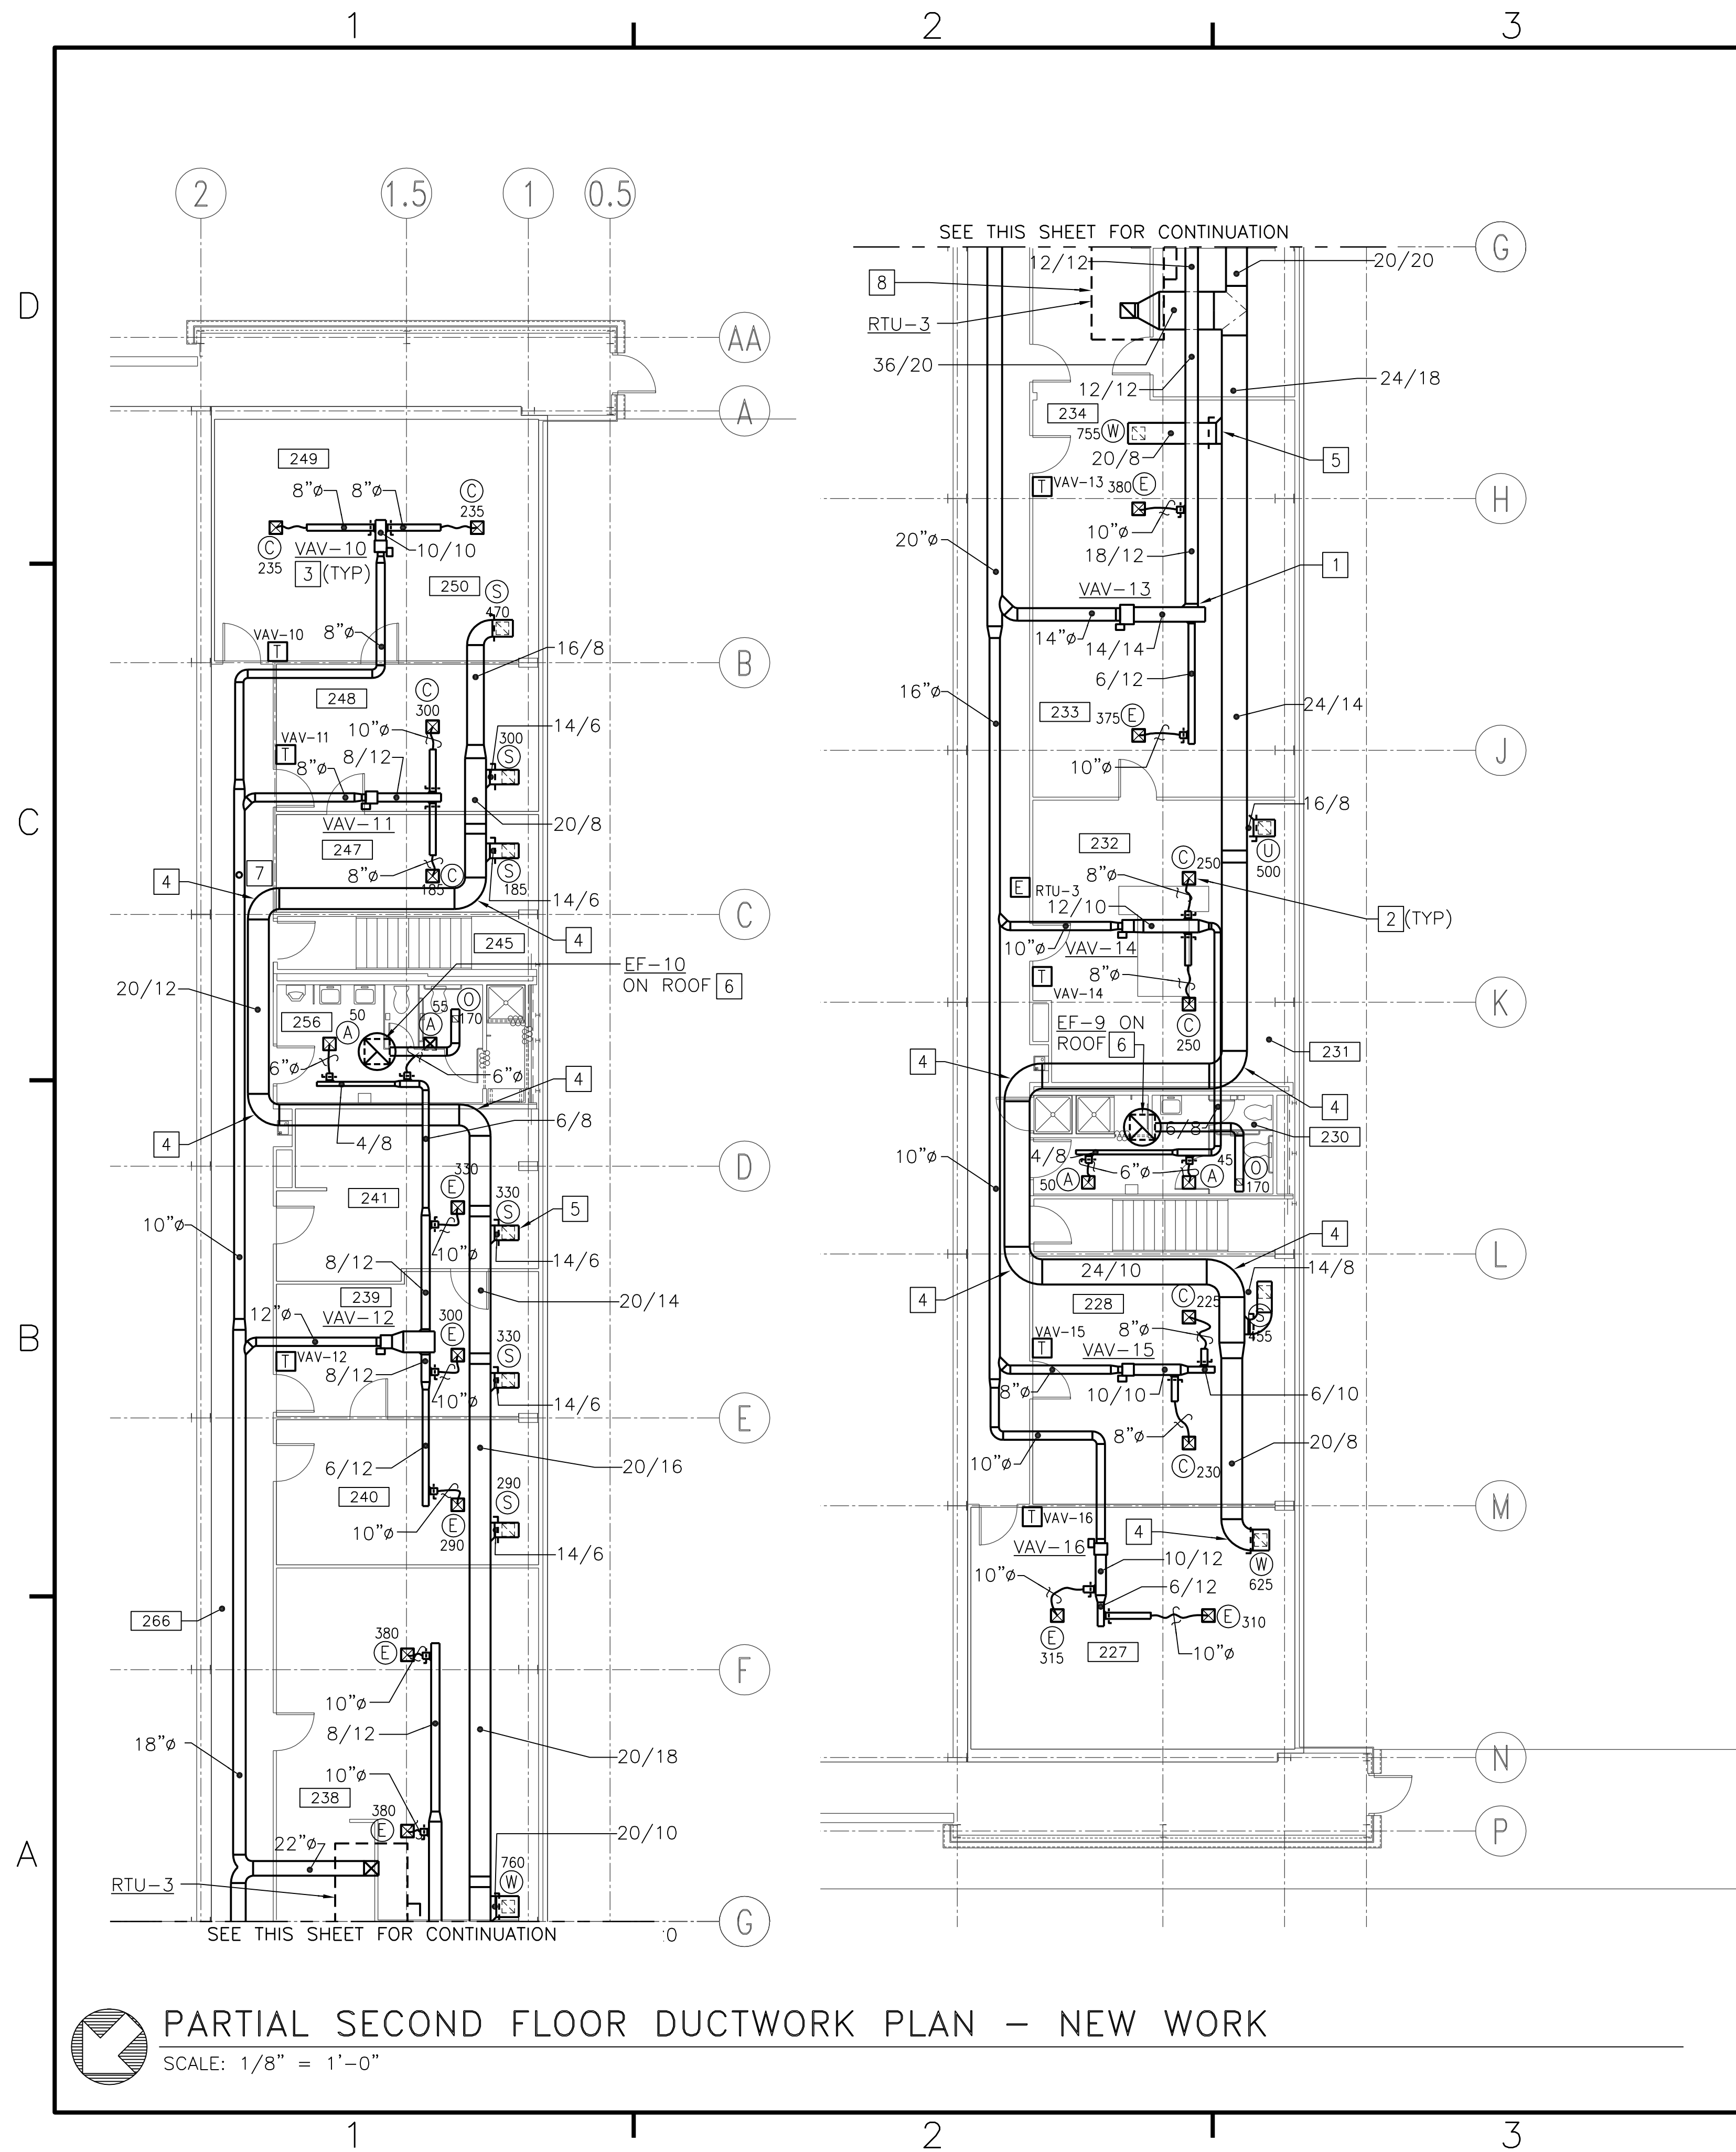 1
2
3
D
C
B
A
2
1.5
1
0.5
AA
A
249
8"ø
8"ø
C
235
C
235
VAV-10
10/10
3
(TYP)
250
S
470
VAV-10
T
8"ø
16/8
B
248
C
300
10"ø
14/6
VAV-11
T
8"ø
8/12
300
S
VAV-11
20/8
247
4
7
8"ø
185
C
S
185
14/6
C
245
4
EF-10
ON ROOF
6
20/12
50
55
O
170
256
A
A
6"ø
6"ø
4
4
4/8
6/8
330
D
241
E
330
S
5
10"ø
10"ø
8/12
14/6
239
20/14
12"ø
VAV-12
300
E
330
S
T
VAV-12
8/12
10"ø
14/6
E
6/12
20/16
240
290
S
10"ø
E
290
14/6
266
380
E
F
10"ø
8/12
18"ø
20/18
10"ø
238
380
E
20/10
22"ø
760
W
RTU-3
SEE THIS SHEET FOR CONTINUATION
:0
G
SEE THIS SHEET FOR CONTINUATION
G
12/12
20/20
8
RTU-3
36/20
12/12
24/18
234
755
W
20/8
5
T
VAV-13
380
E
H
10"ø
20"ø
18/12
1
VAV-13
14"ø
14/14
6/12
16"ø
24/14
233
375
E
10"ø
J
16/8
232
C
250
U
500
8"ø
E
RTU-3
12/10
2
(TYP)
10"ø
VAV-14
T
VAV-14
8"ø
K
C
250
EF-9 ON
ROOF
6
231
4
4
6/8
230
10"ø
4/8
6"ø
45
50
A
A
O
170
4
L
24/10
14/8
4
228
C
225
S
455
8"ø
VAV-15
T
VAV-15
8"ø
10/10
6/10
8"ø
20/8
10"ø
C
230
M
T
VAV-16
4
VAV-16
10/12
W
625
10"ø
6/12
E
310
E
315
227
10"ø
N
P
PARTIAL SECOND FLOOR DUCTWORK PLAN – NEW WORK
SCALE: 1/8" = 1'–0"
1
2
3